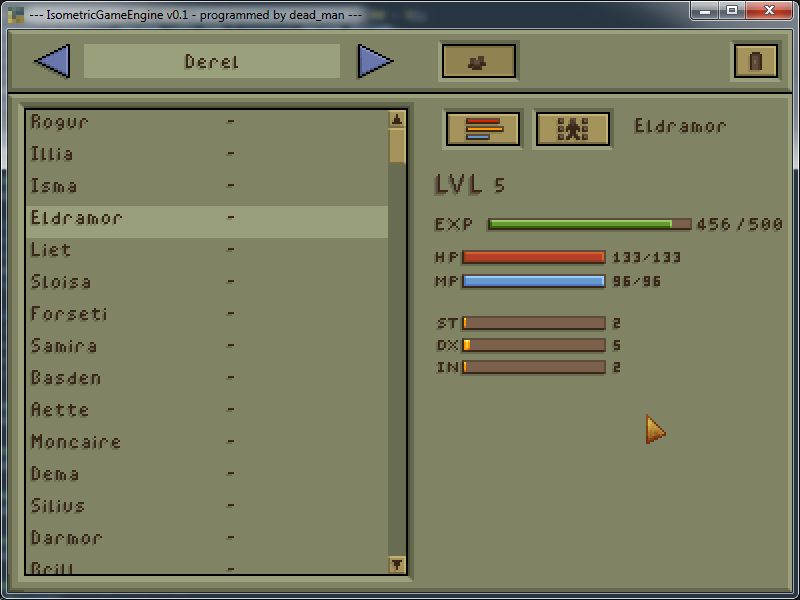 --- IsometricGameEngine v0.1 - programmed by dead_man ---
Derel
Rogur -
Illia -
Isma -
Eldramor -
Liet -
Sloisa -
Forseti -
Samira -
Basden -
Aette -
Moncaire -
Dema -
Silius -
Darmor -
Brill -
Eldramor
LVL 5
EXP 456/500
HP 133/133
MP 96/96
ST 2
DX 5
IN 2